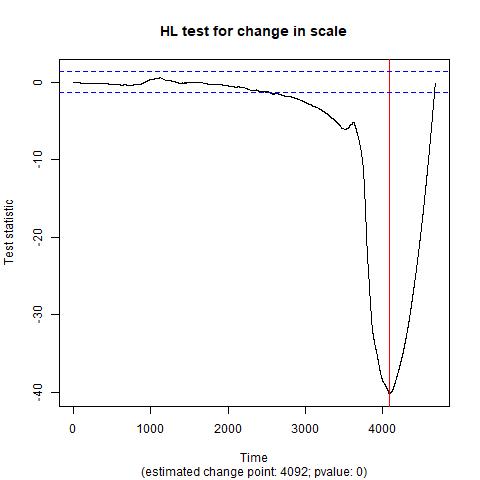 HL test for change in scale
Test statistic
0
-10
-20
-30
-40
0 1000 2000 3000 4000
Time
(estimated change point: 4092; pvalue: 0)